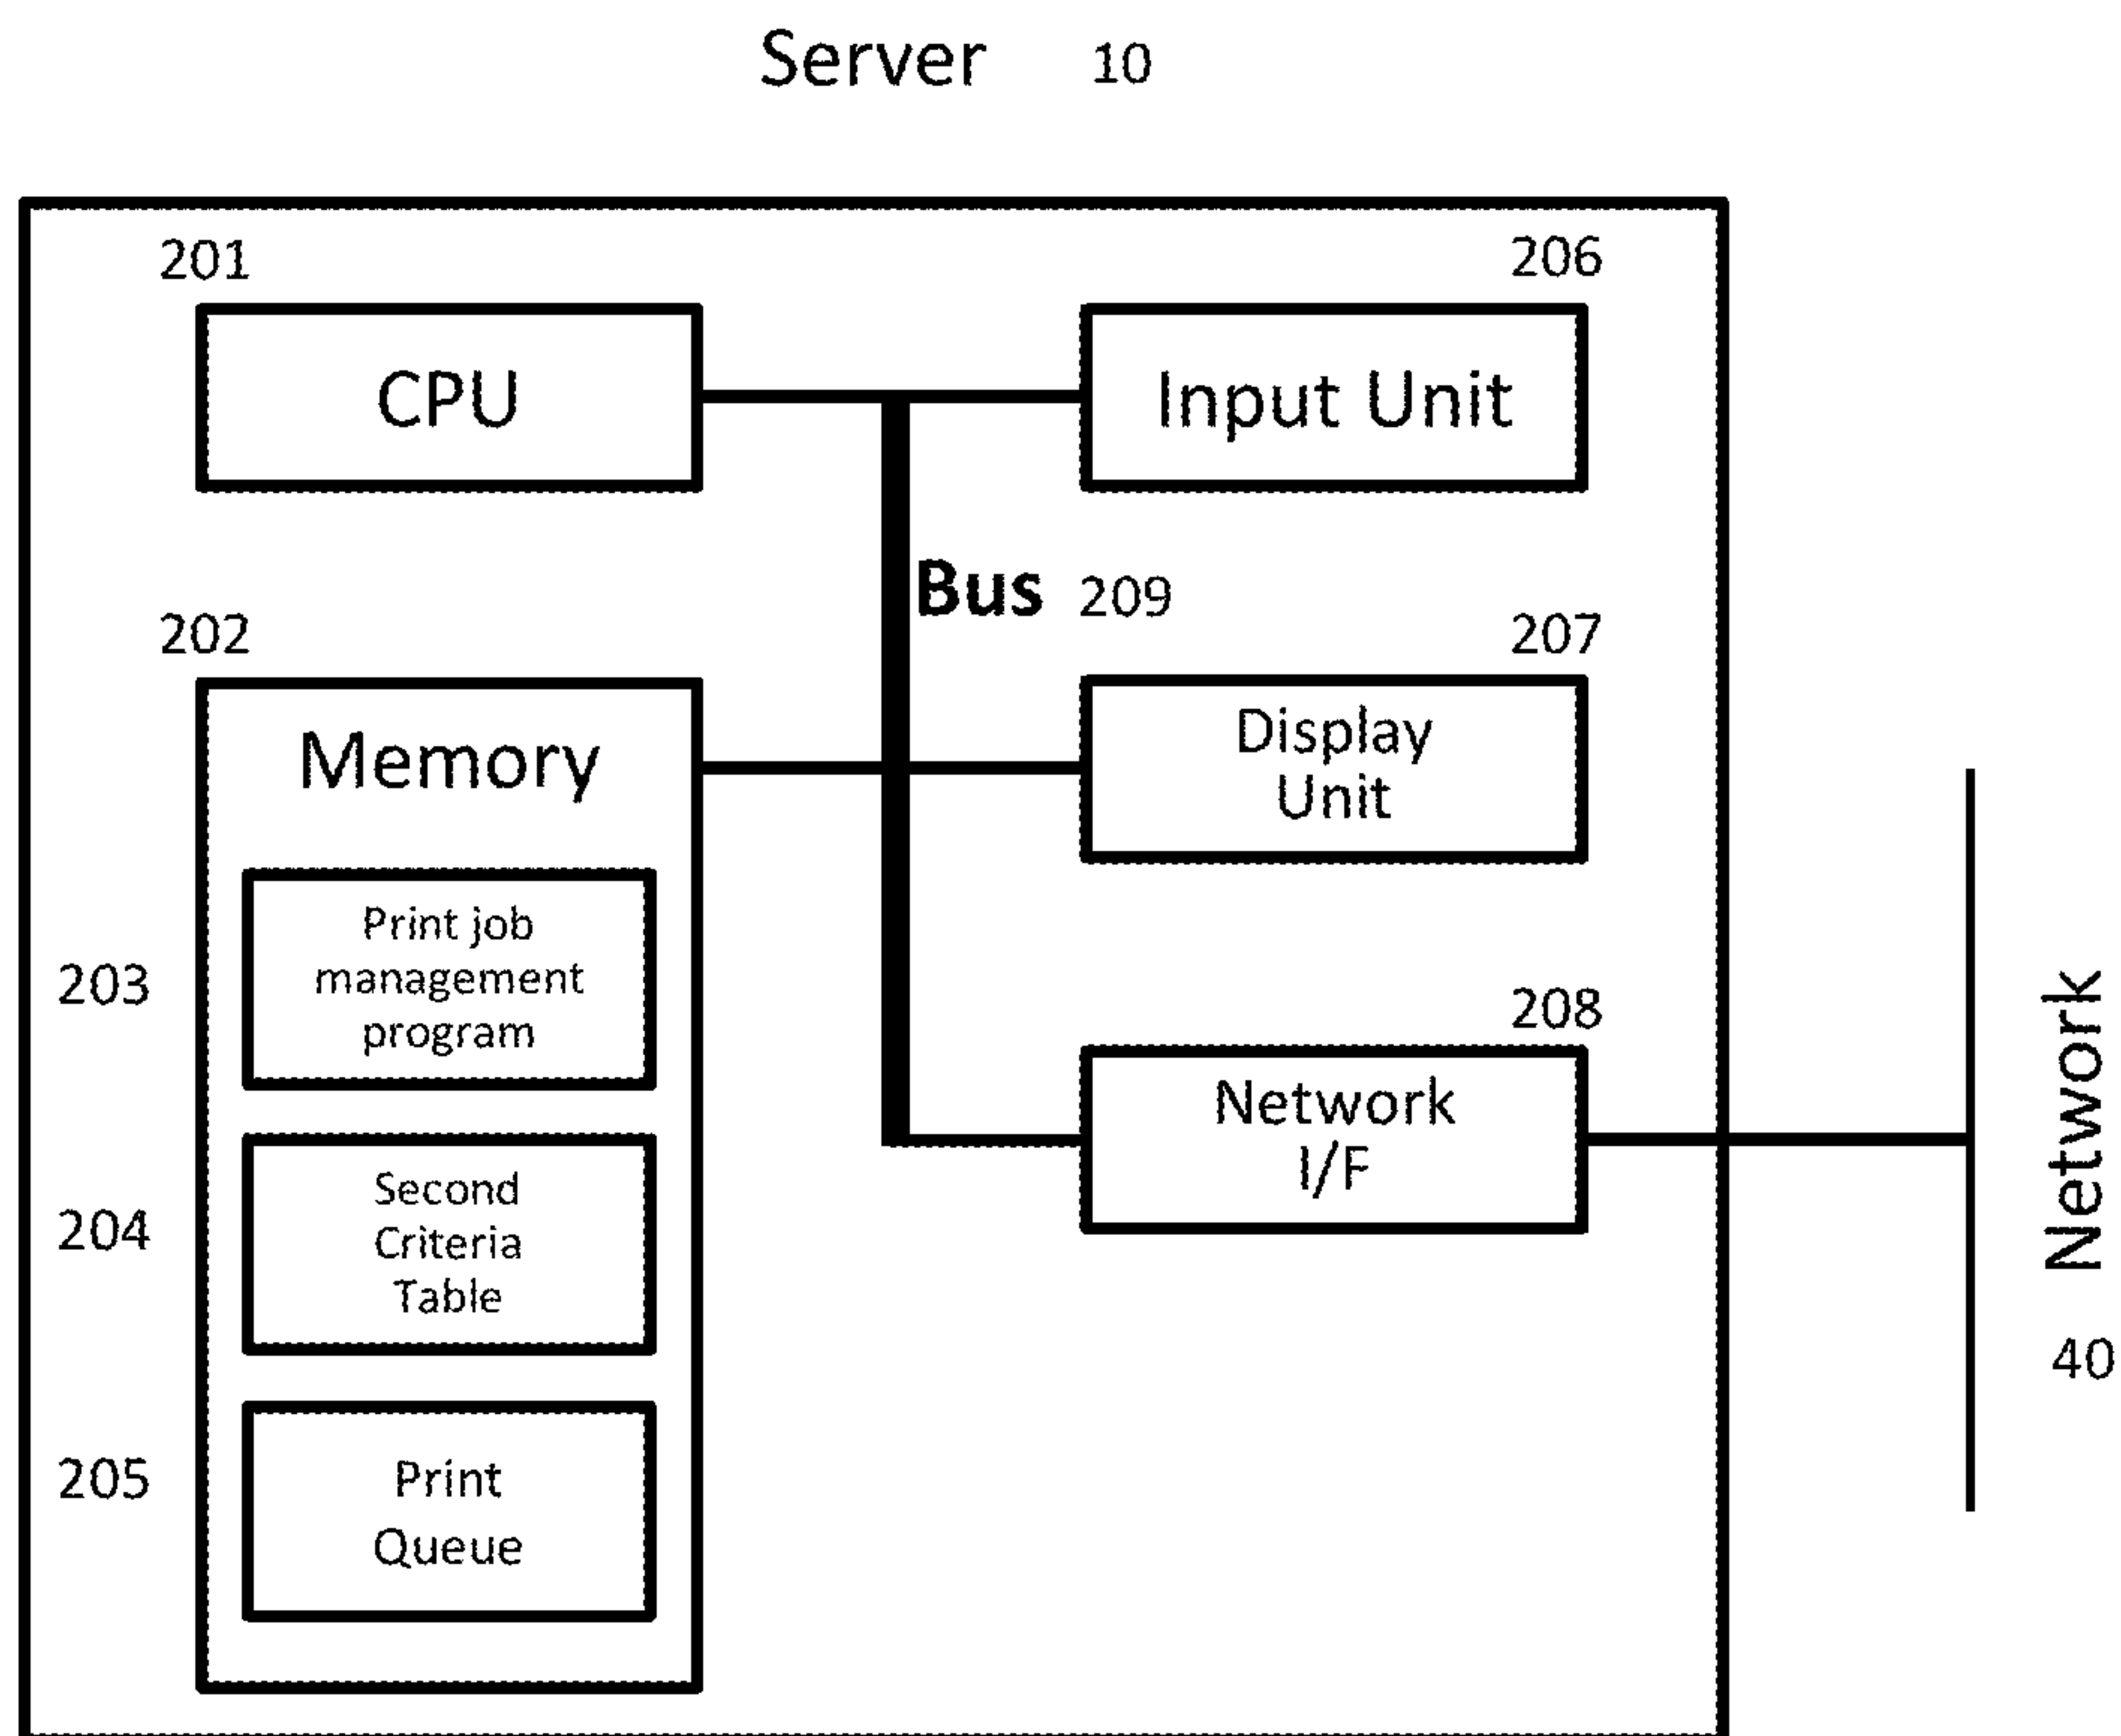 Server 10
201
CPU
206
Input Unit
Bus 209
202
Memory
203
Print job
management
program
204
Second
Criteria
Table
205
Print
Queue
207
Display
Unit
208
Network
I/F
Network
40